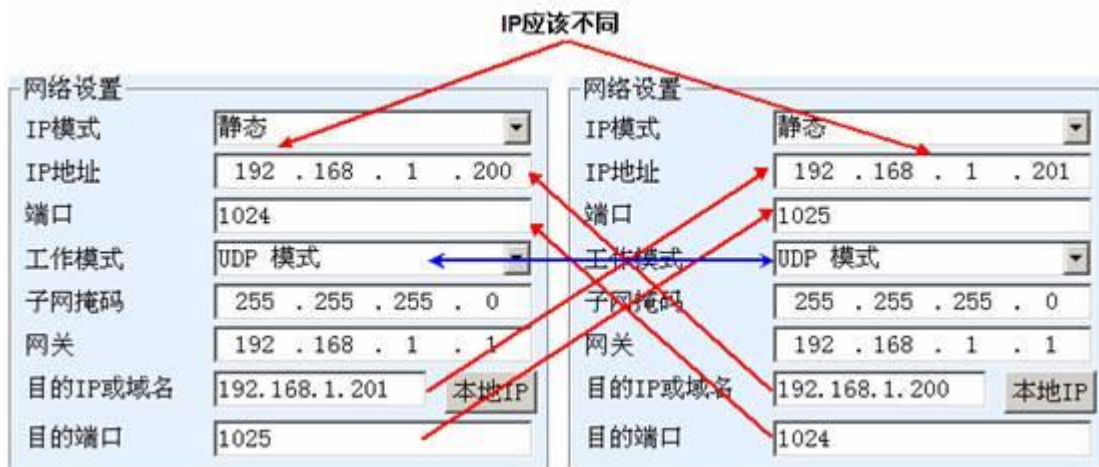 IP应该不同
网络设置
IP模式 静态
IP地址 192 .168 . 1 .200
端口 1024
工作模式 UDP 模式
子网掩码 255 .255 .255 . 0
网关 192 .168 . 1 . 1
目的IP或域名 192.168.1.201 本地IP
目的端口 1025
网络设置
IP模式 静态
IP地址 192 .168 . 1 .201
端口 1025
工作模式 UDP 模式
子网掩码 255 .255 .255 . 0
网关 192 .168 . 1 . 1
目的IP或域名 192.168.1.200 本地IP
目的端口 1024